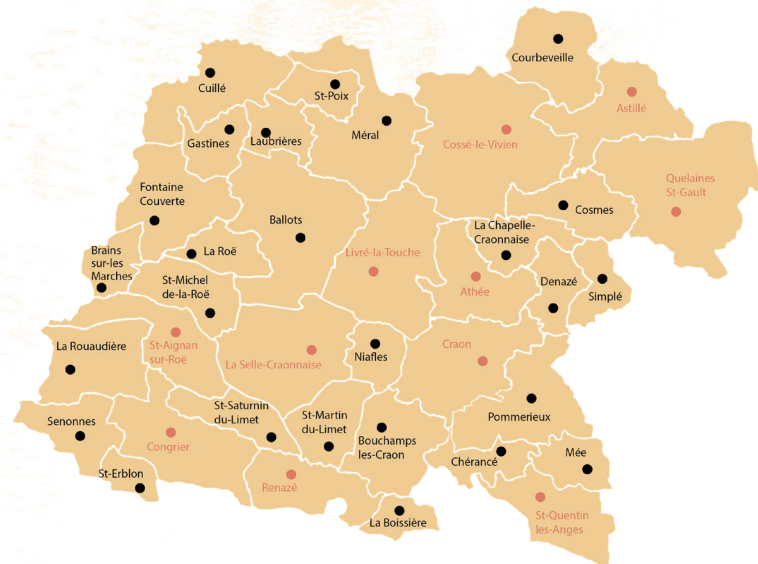 Courbeveille
Cuillé
St-Poix
Astillé
Gastines
Laubrières
Méral
Cossé-le-Vivien
Quelaines
St-Gault
Fontaine
Couverte
Ballots
La Chapelle-
Craonnaise
Cosmes
Brains
sur-les
Marches
La Roë
Livré-la-Touche
St-Michel
de-la-Roë
Athée
Denazé
Simplé
La Rouaudière
St-Aignan
sur-Roë
La Selle-Craonnaise
Niafles
Craon
St-Saturnin
du-Limet
St-Martin
du-Limet
Pommerieux
Senonnes
Congrier
Bouchamps
les-Craon
Chérancé
Mée
St-Erblon
Renazé
La Boissière
St-Quentin
les-Anges